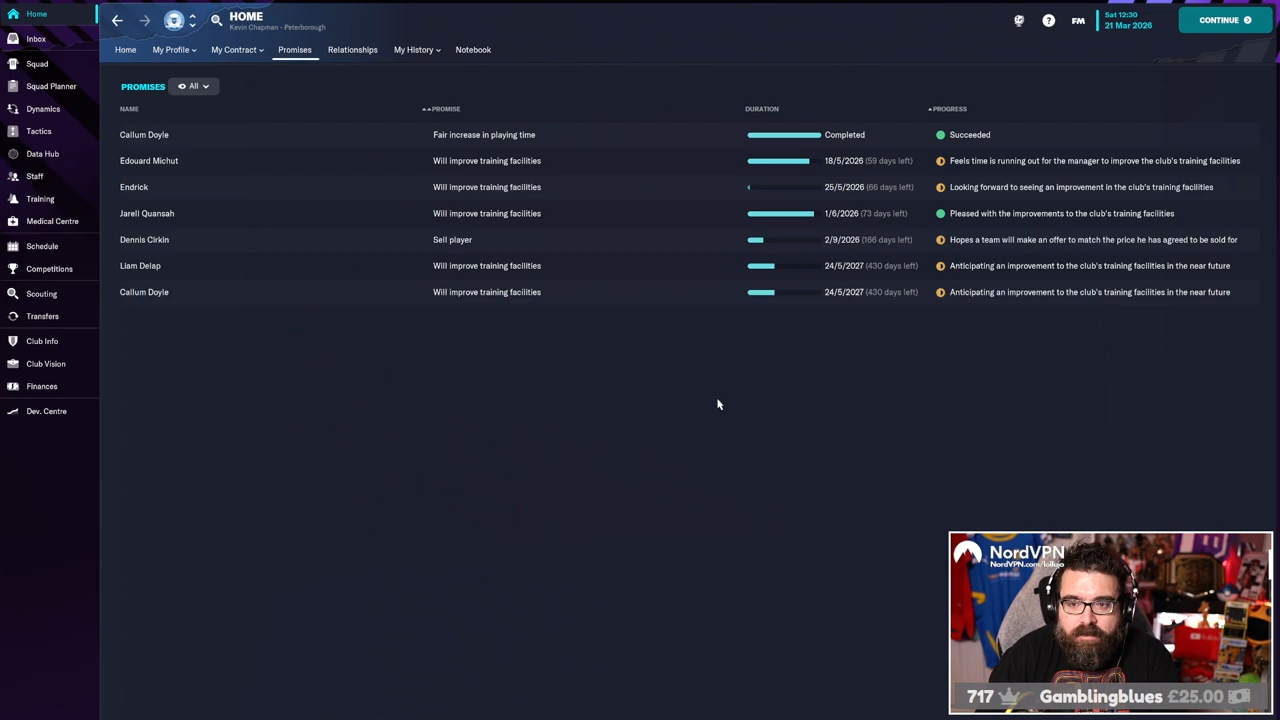 Home
Inbox
Squad
Squad Planner
Dynamics
Tactics
Data Hub
Staff
Training
Medical Centre
Schedule
Competitions
Scouting
Transfers
Club Info
Club Vision
Finances
Dev. Centre
HOME
Kevin Chapman - Peterborough
FM
Sat 12:30
21 Mar 2026
CONTINUE
Home My Profile My Contract Promises Relationships My History Notebook
PROMISES All
NAME PROMISE DURATION PROGRESS
Callum Doyle Fair increase in playing time Completed Succeeded
Edouard Michut Will improve training facilities 18/5/2026 (59 days left) Feels time is running out for the manager to improve the club's training facilities
Endrick Will improve training facilities 25/5/2026 (66 days left) Looking forward to seeing an improvement in the club's training facilities
Jarell Quansah Will improve training facilities 1/6/2026 (73 days left) Pleased with the improvements to the club's training facilities
Dennis Cirkin Sell player 2/9/2026 (166 days left) Hopes a team will make an offer to match the price he has agreed to be sold for
Liam Delap Will improve training facilities 24/5/2027 (430 days left) Anticipating an improvement to the club's training facilities in the near future
Callum Doyle Will improve training facilities 24/5/2027 (430 days left) Anticipating an improvement to the club's training facilities in the near future
NordVPN
717 Gamblingblues £25.00